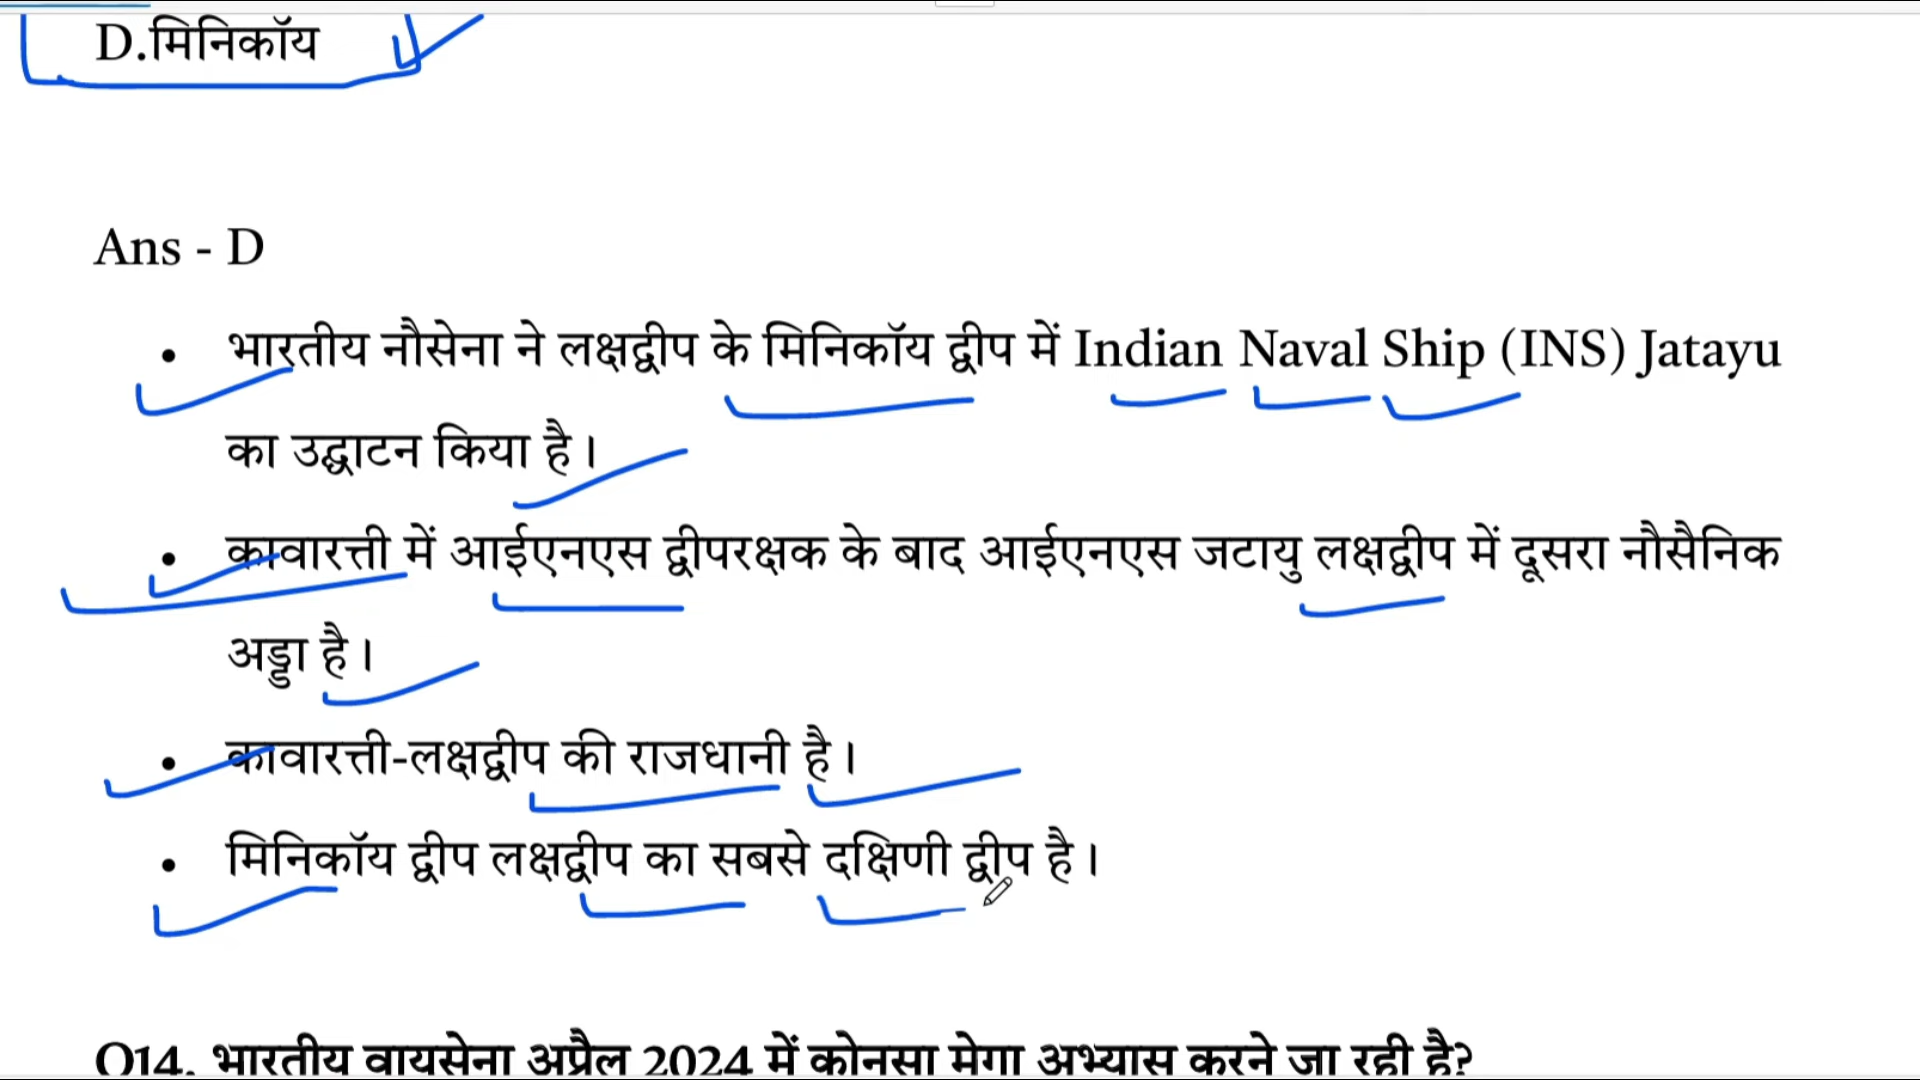 D.मिनिकॉय
Ans - D
• भारतीय नौसेना ने लक्षद्वीप के मिनिकॉय द्वीप में Indian Naval Ship (INS) Jatayu
का उद्घाटन किया है।
• कावारत्ती में आईएनएस द्वीपरक्षक के बाद आईएनएस जटायु लक्षद्वीप में दूसरा नौसैनिक
अड्डा है।
• कावारत्ती-लक्षद्वीप की राजधानी है।
• मिनिकॉय द्वीप लक्षद्वीप का सबसे दक्षिणी द्वीप है।
Q14. भारतीय वायसेना अप्रैल 2024 में कोनसा मेगा अभ्यास करने जा रही है?